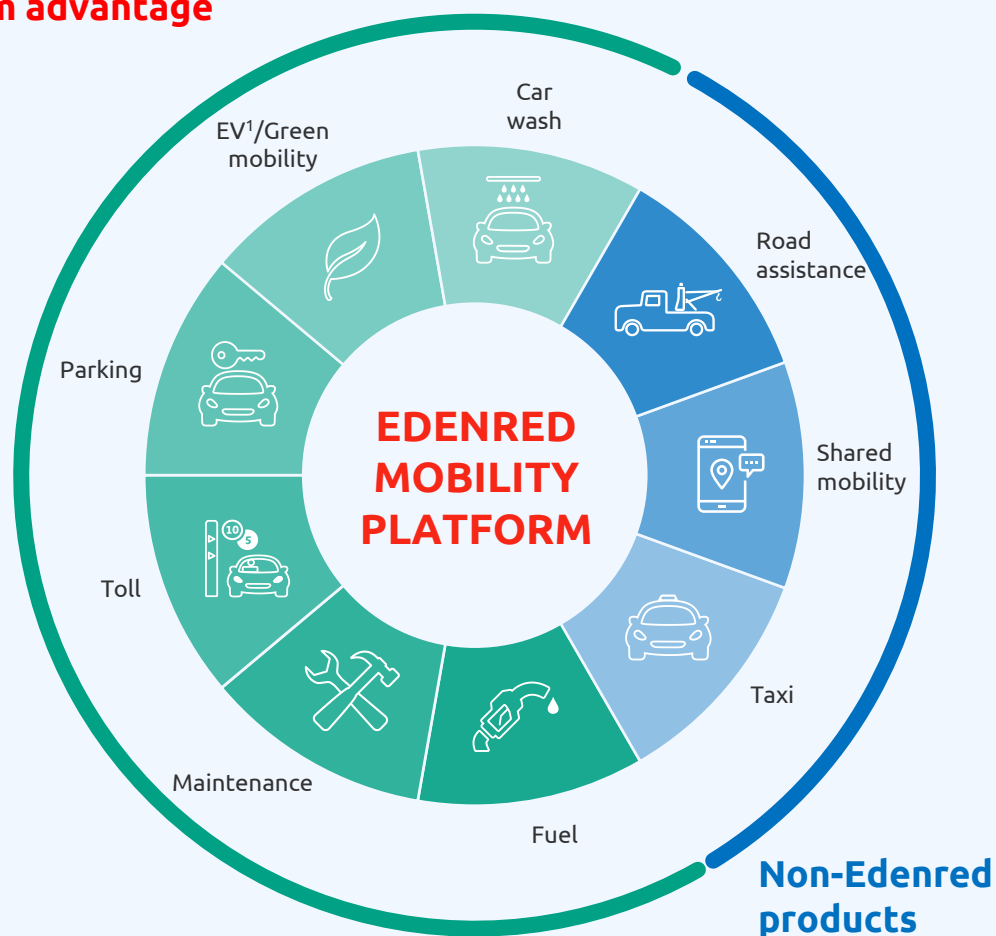 advantage
Car
wash
EV¹/Green
mobility
Road
assistance
Parking
Shared
mobility
EDENRED
MOBILITY
PLATFORM
10
5
Toll
Taxi
Maintenance
Fuel
Non-Edenred
products